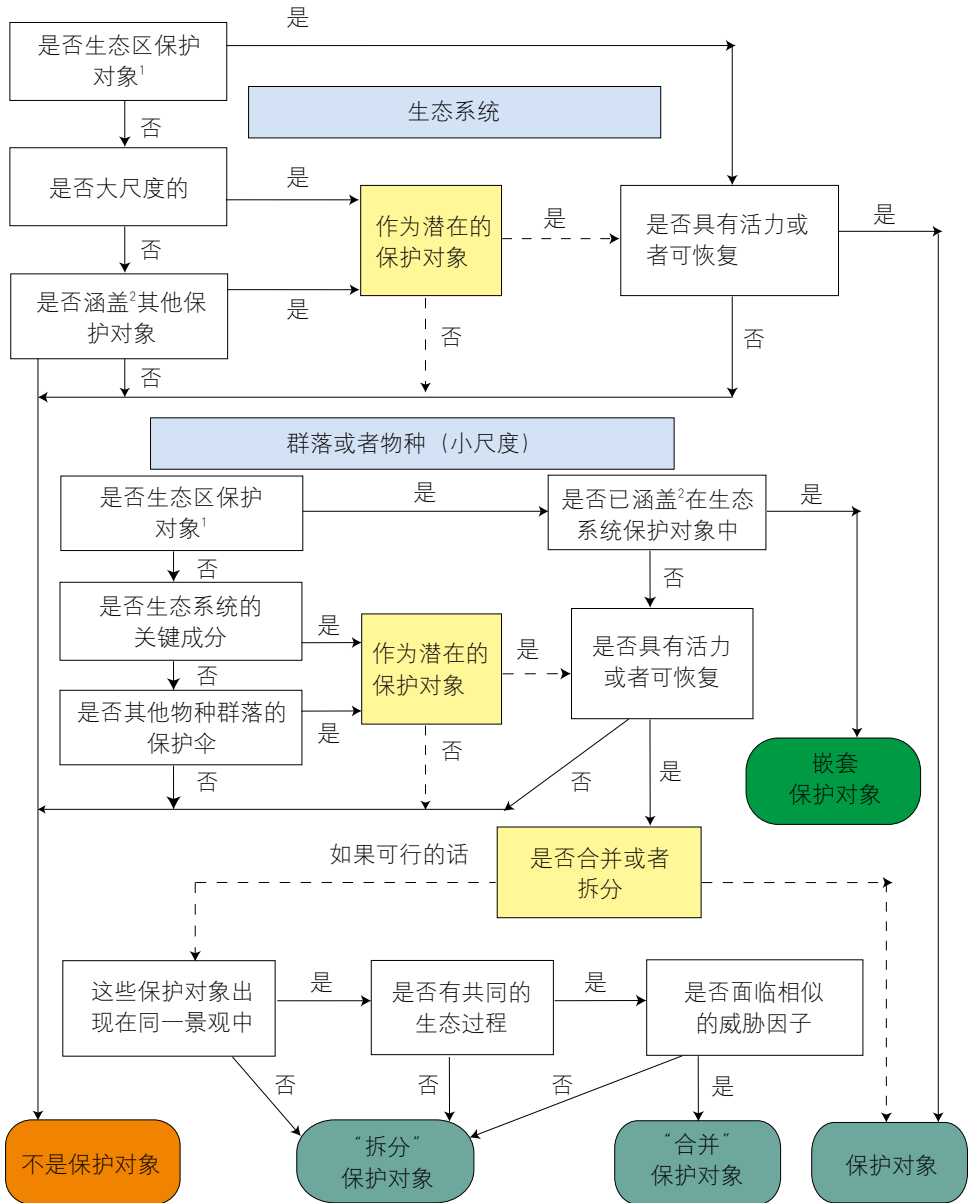 是否生态区保护
对象¹
是
否
生态系统
是否大尺度的
是
作为潜在的
保护对象
是
是否具有活力或
者可恢复
是
否
是否涵盖²其他保
护对象
是
否
否
否
群落或者物种（小尺度）
是否生态区保护
对象¹
是
是否已涵盖²在生态
系统保护对象中
是
否
否
是否生态系统的
关键成分
是
作为潜在的
保护对象
是
是否具有活力
或者可恢复
否
是否其他物种群落的
保护伞
是
否
否
否
是
嵌套
保护对象
如果可行的话
是否合并或者
拆分
这些保护对象出
现在同一景观中
是
是否有共同的
生态过程
是
是否面临相似
的威胁因子
否
否
否
是
不是保护对象
“拆分”
保护对象
“合并”
保护对象
保护对象